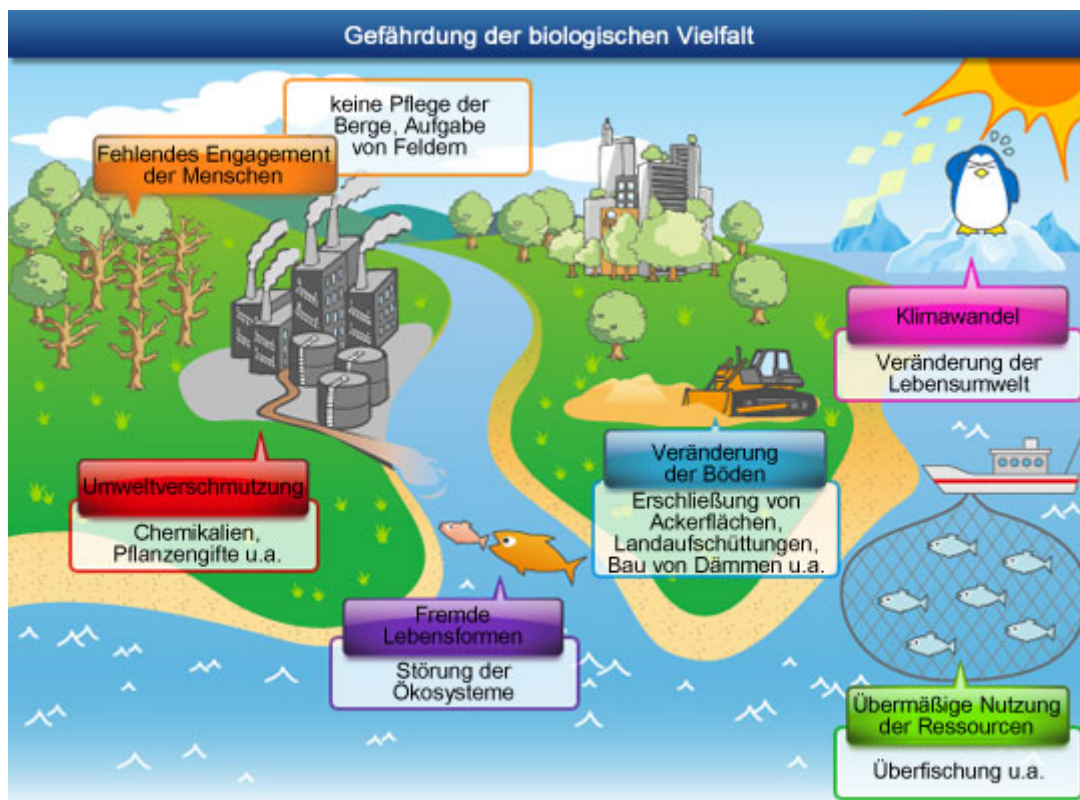 Gefährdung der biologischen Vielfalt
keine Pflege der
Berge, Aufgabe
von Feldern
Fehlendes Engagement
der Menschen
Klimawandel
Veränderung der
Lebensumwelt
Umweltverschmutzung
Chemikalien,
Pflanzengifte u.a.
Veränderung
der Böden
Erschließung von
Ackerflächen,
Landaufschüttungen,
Bau von Dämmen u.a.
Fremde
Lebensformen
Störung der
Ökosysteme
Übermäßige Nutzung
der Ressourcen
Überfischung u.a.